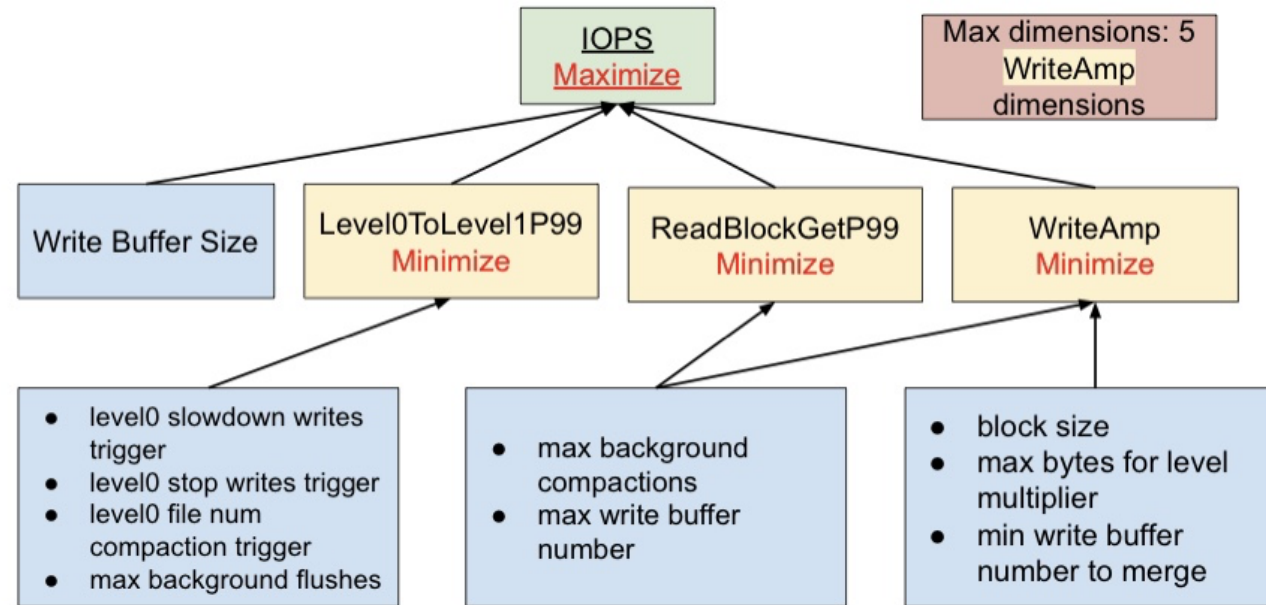 IOPS
Maximize
Max dimensions: 5
WriteAmp
dimensions
Write Buffer Size
Level0ToLevel1P99
Minimize
ReadBlockGetP99
Minimize
WriteAmp
Minimize
● level0 slowdown writes
trigger
● level0 stop writes trigger
● level0 file num
compaction trigger
● max background flushes
● max background
compactions
● max write buffer
number
● block size
● max bytes for level
multiplier
● min write buffer
number to merge